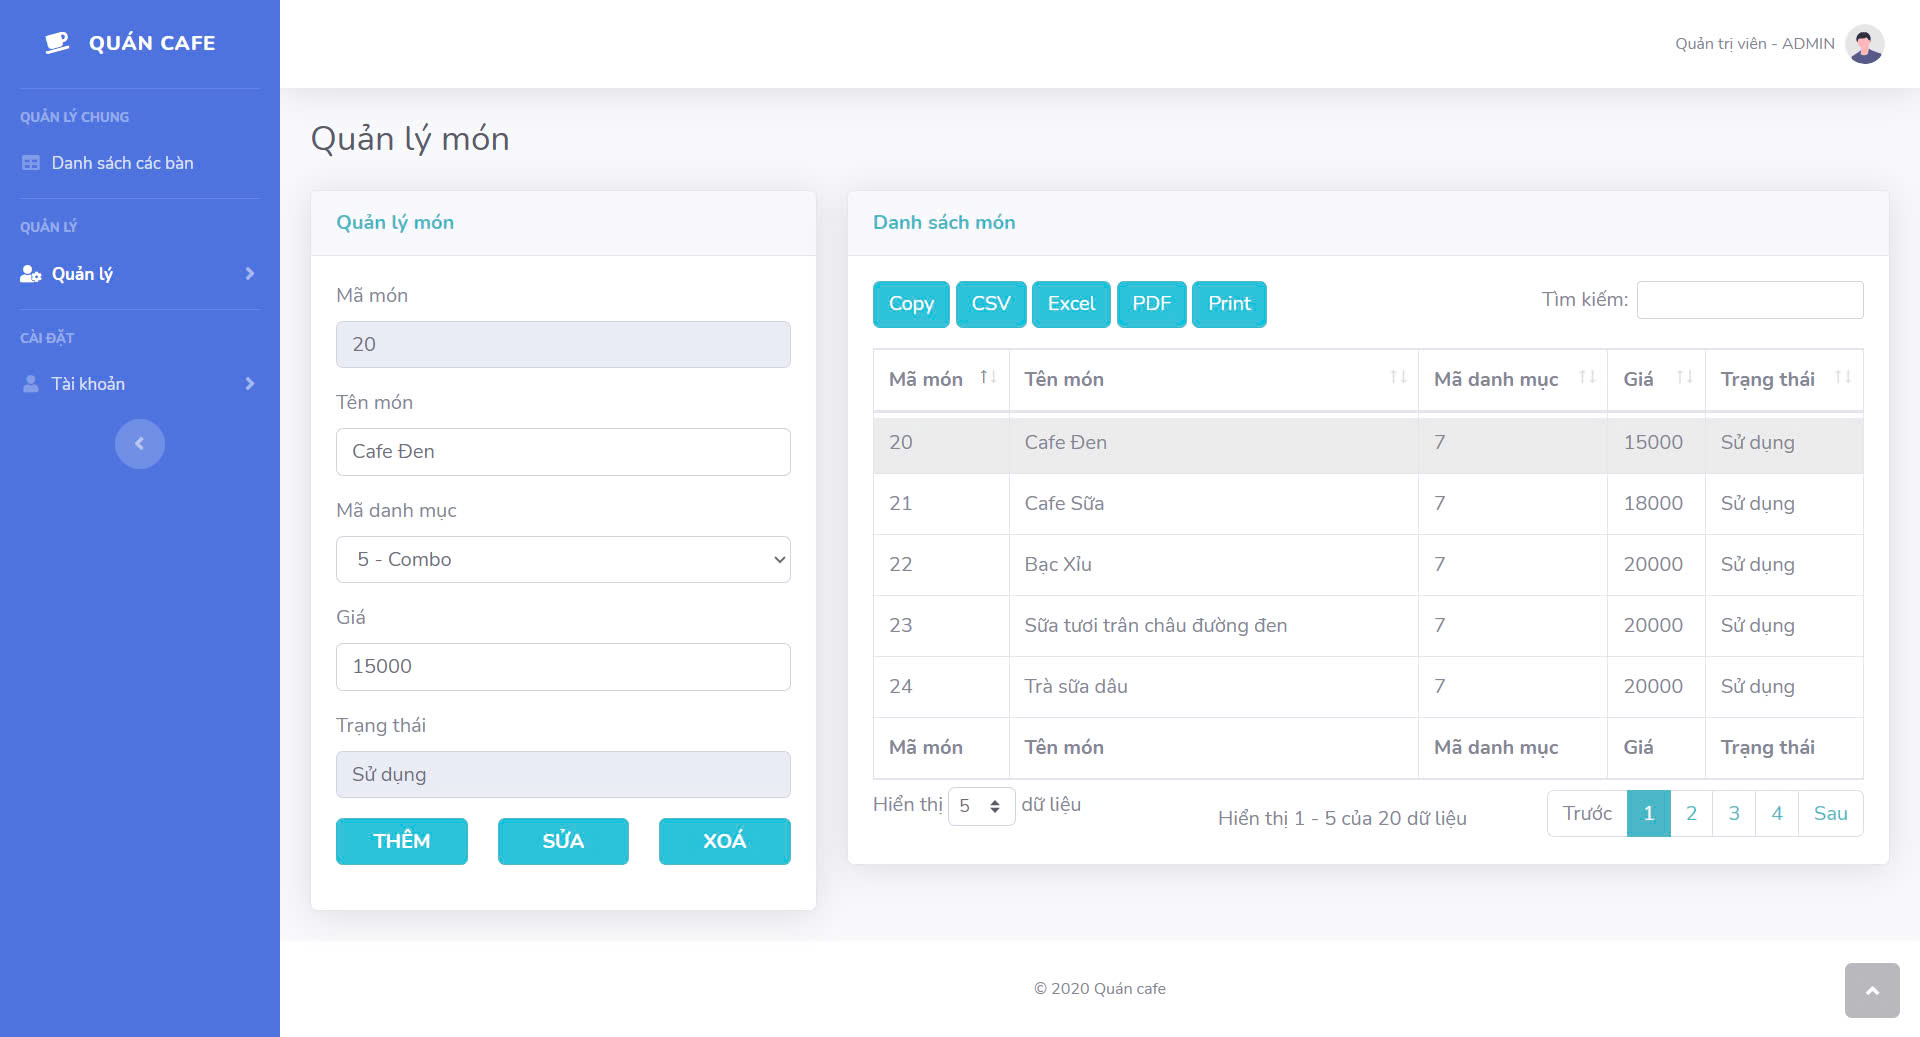 QUÁN CAFE
Quản trị viên - ADMIN
QUẢN LÝ CHUNG
Danh sách các bàn
QUẢN LÝ
Quản lý
CÀI ĐẶT
Tài khoản
Quản lý món
Quản lý món
Mã món
20
Tên món
Cafe Đen
Mã danh mục
5 - Combo
Giá
15000
Trạng thái
Sử dụng
THÊM SỬA XOÁ
Danh sách món
Copy CSV Excel PDF Print Tìm kiếm:
Mã món Tên món Mã danh mục Giá Trạng thái
20 Cafe Đen 7 15000 Sử dụng
21 Cafe Sữa 7 18000 Sử dụng
22 Bạc Xỉu 7 20000 Sử dụng
23 Sữa tươi trân châu đường đen 7 20000 Sử dụng
24 Trà sữa dâu 7 20000 Sử dụng
Mã món Tên món Mã danh mục Giá Trạng thái
Hiển thị 5 dữ liệu Hiển thị 1 - 5 của 20 dữ liệu Trước 1 2 3 4 Sau
© 2020 Quán cafe